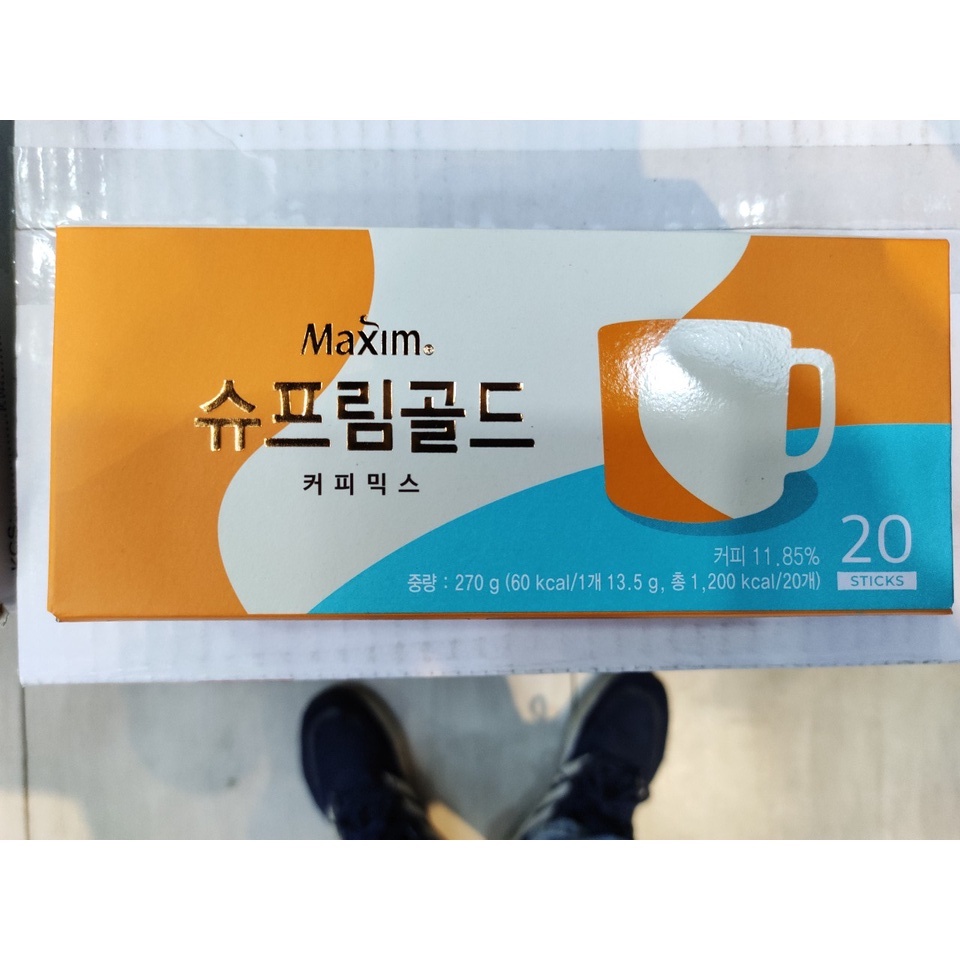 Maxim
슈프림골드
커피믹스
커피 11.85%
중량 : 270 g (60 kcal/1개 13.5 g, 총 1,200 kcal/20개)
20
STICKS